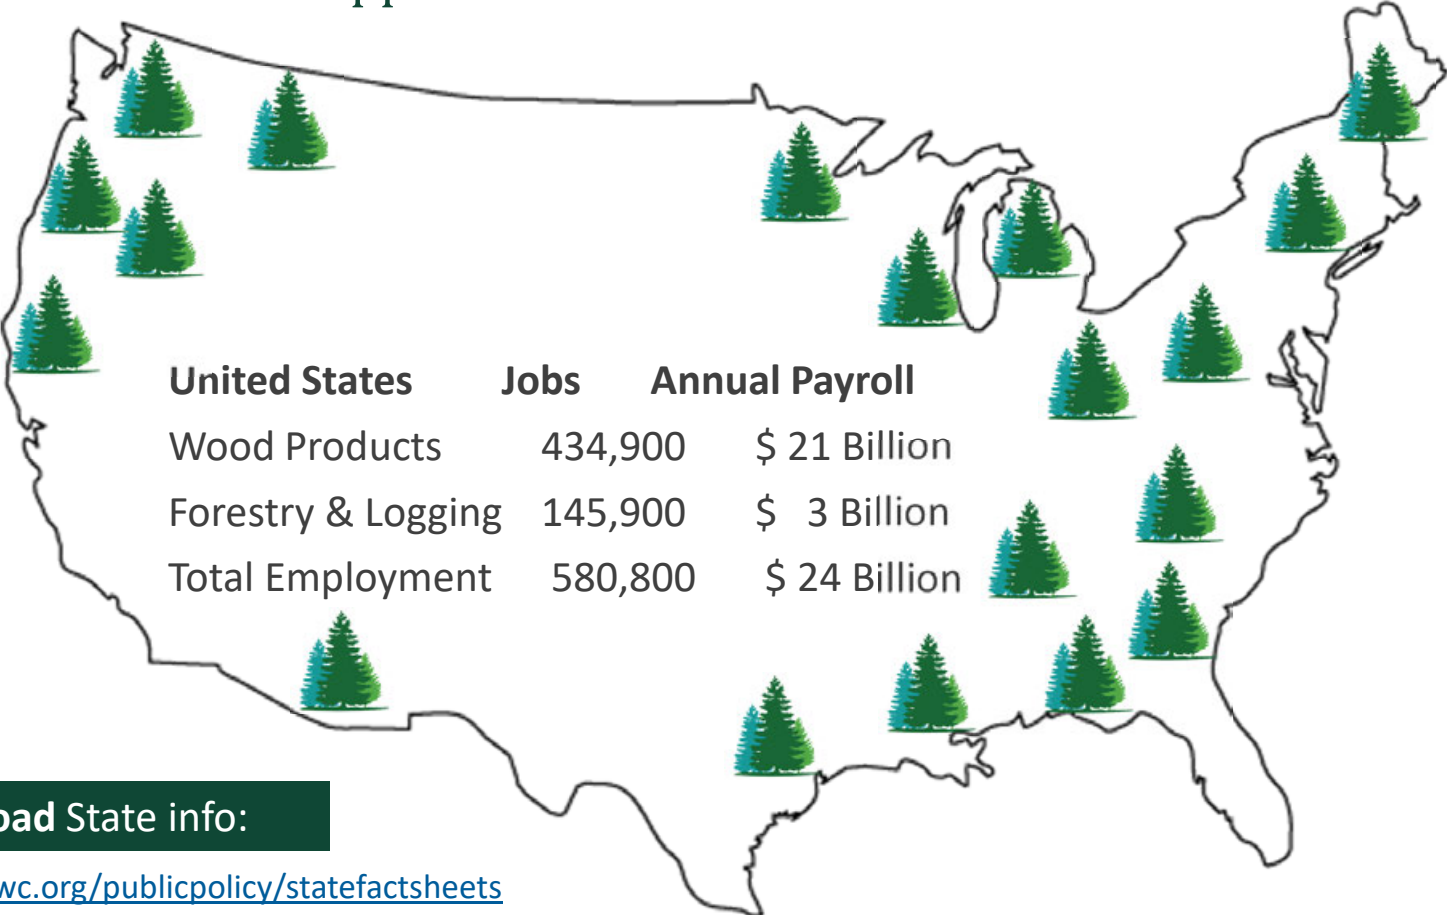 United States Jobs Annual Payroll
Wood Products 434,900 $ 21 Billion
Forestry & Logging 145,900 $ 3 Billion
Total Employment 580,800 $ 24 Billion
oad State info:
wc.org/publicpolicy/statefactsheets